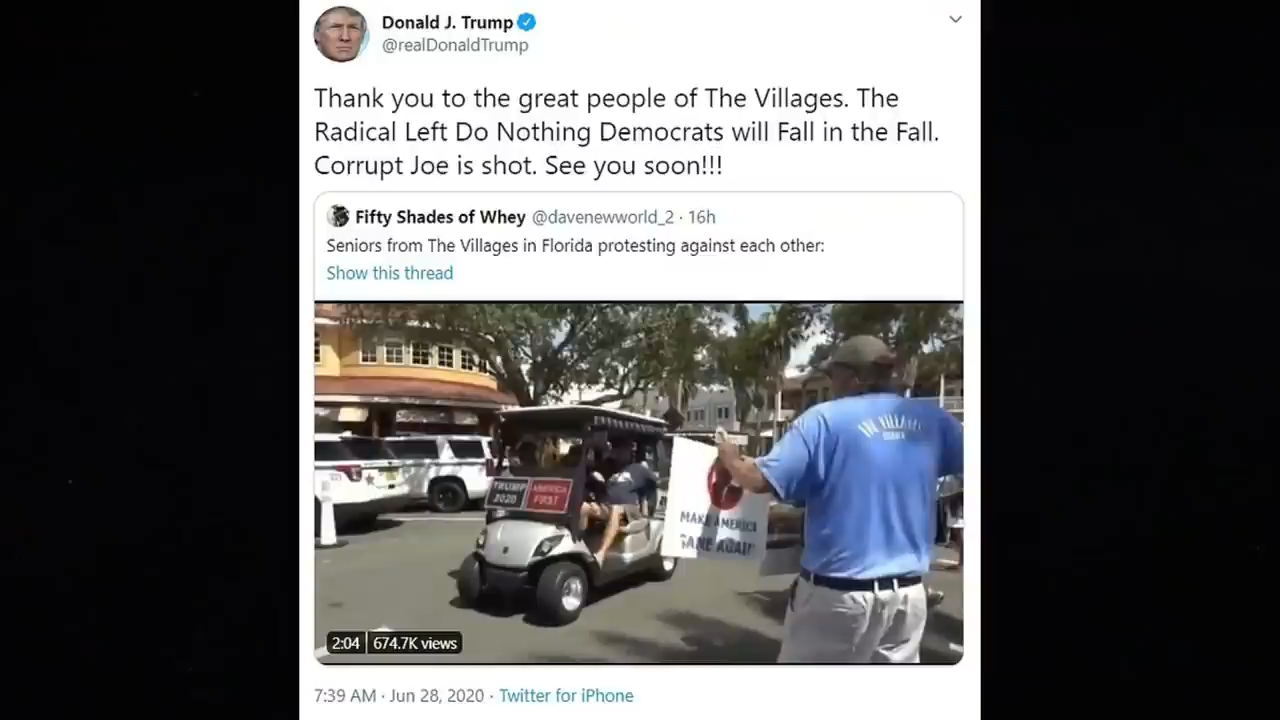 Donald J. Trump
@realDonaldTrump
Thank you to the great people of The Villages. The
Radical Left Do Nothing Democrats will Fall in the Fall.
Corrupt Joe is shot. See you soon!!!
Fifty Shades of Whey @davenewworld_2 · 16h
Seniors from The Villages in Florida protesting against each other:
Show this thread
THE VILLAGES
TRUMP 2020
AMERICA FIRST
MAKE AMERICA
SANE AGAIN
2:04 674.7K views
7:39 AM · Jun 28, 2020 · Twitter for iPhone